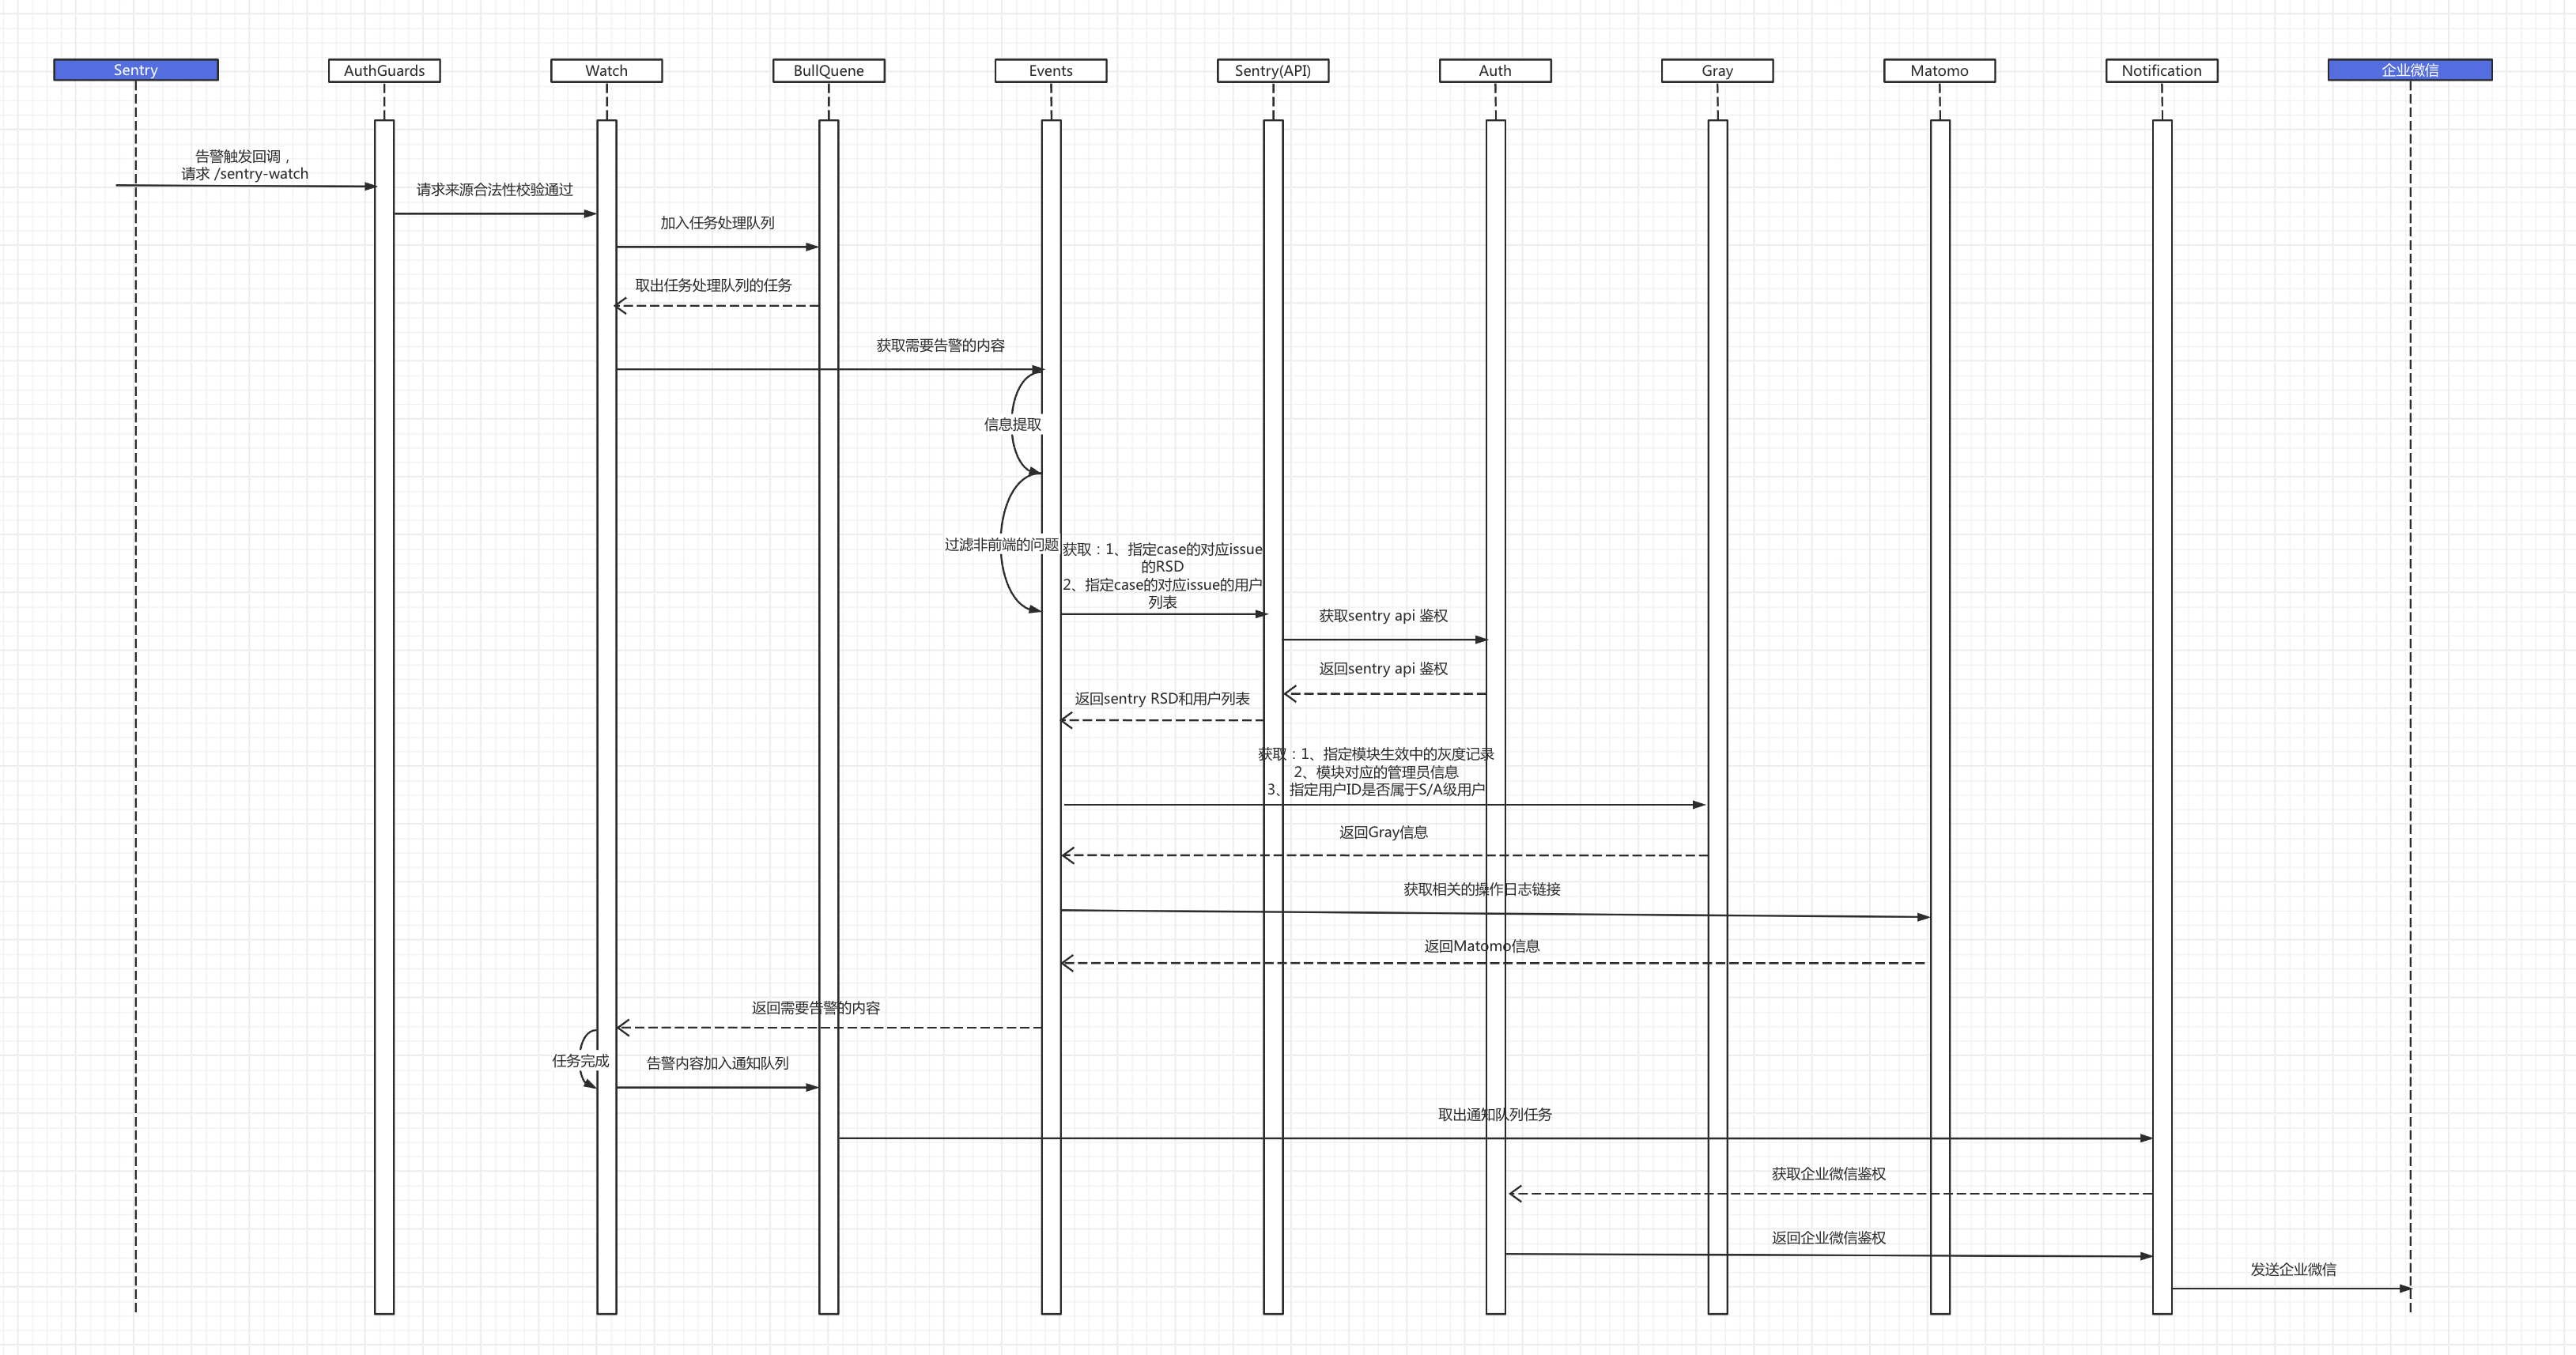 Sentry
AuthGuards
Watch
BullQuene
Events
Sentry(API)
Auth
Gray
Matomo
Notification
企业微信
告警触发回调，
请求 /sentry-watch
请求来源合法性校验通过
加入任务处理队列
取出任务处理队列的任务
获取需要告警的内容
信息提取
过滤非前端的问题
获取：1、指定case的对应issue
的RSD
2、指定case的对应issue的用户
列表
获取sentry api 鉴权
返回sentry api 鉴权
返回sentry RSD和用户列表
获取：1、指定模块生效中的灰度记录
2、模块对应的管理员信息
3、指定用户ID是否属于S/A级用户
返回Gray信息
获取相关的操作日志链接
返回Matomo信息
返回需要告警的内容
任务完成
告警内容加入通知队列
取出通知队列任务
获取企业微信鉴权
返回企业微信鉴权
发送企业微信